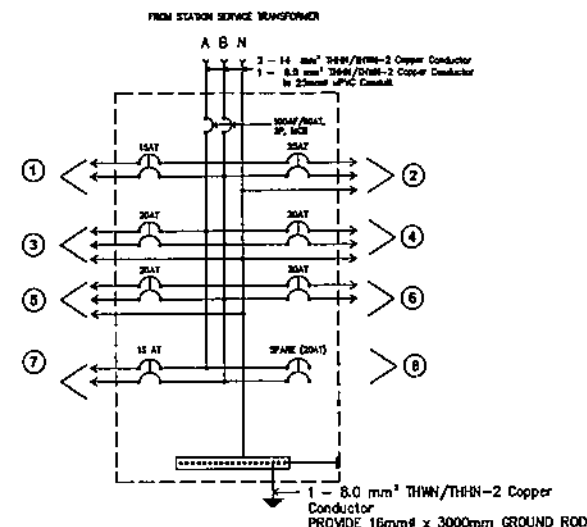 FROM STATION SERVICE TRANSFORMER
A B N
2 - 14 mm² THHN/THWN-2 Copper Conductor
1 - 8.0 mm² THHN/THWN-2 Copper Conductor
in 25mmø uPVC Conduit
100AF/60AT,
2P, MCB
15AT
25AT
1
2
20AT
20AT
3
4
20AT
20AT
5
6
15 AT
SPARE (20AT)
7
8
1 - 8.0 mm² THWN/THHN-2 Copper
Conductor
PROVIDE 16mmø x 3000mm GROUND ROD